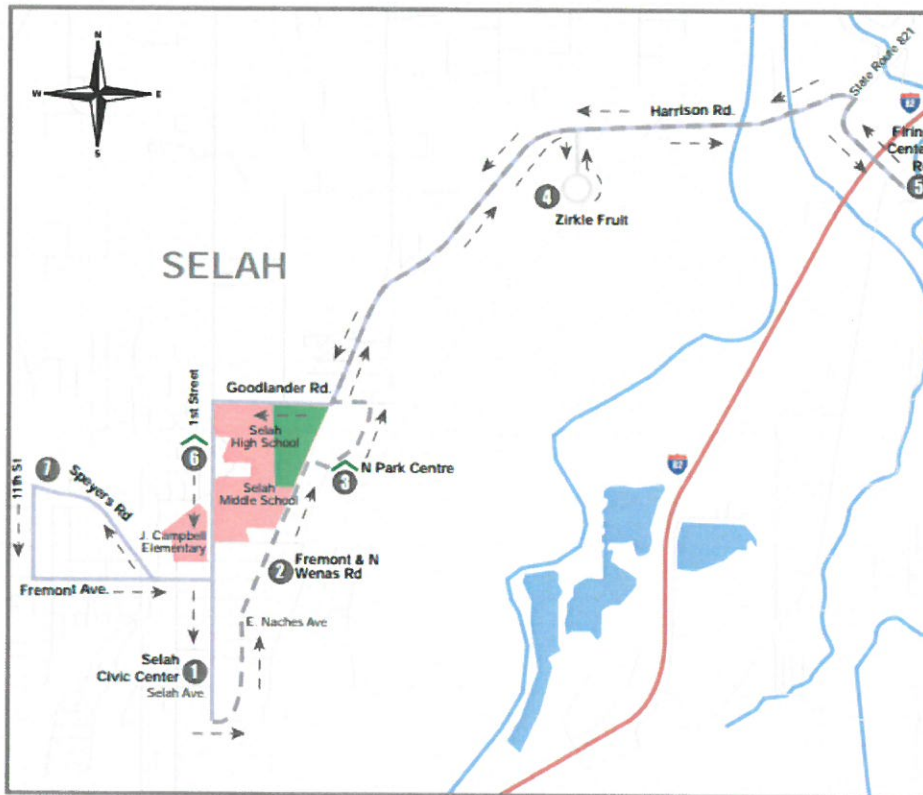 N
W
E
S
State Route 821
82
Harrison Rd.
Firin
Center
R
5
4
Zirkle Fruit
SELAH
Goodlander Rd.
1st Street
Selah
High School
6
N Park Centre
3
82
7
Speyers Rd
11th St
Selah
Middle School
J. Campbell
Elementary
2
Fremont & N
Wenas Rd
Fremont Ave.
E. Naches Ave
Selah
Civic Center
1
Selah Ave